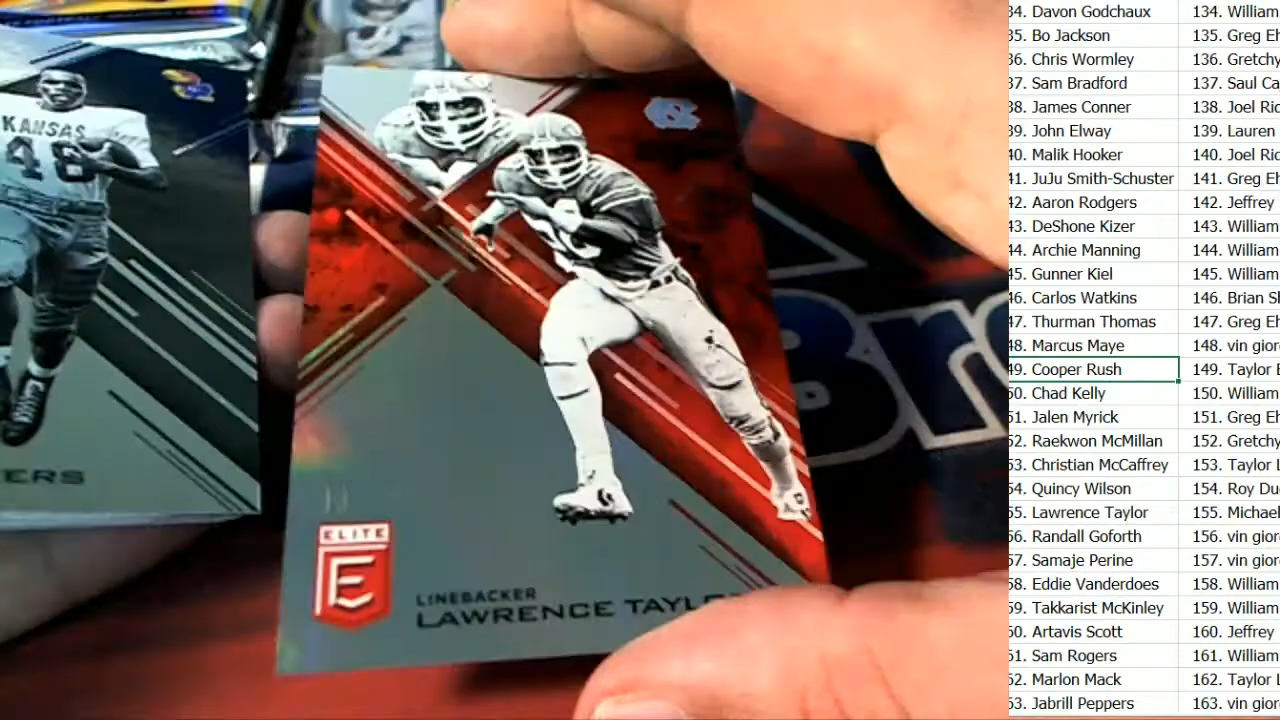 KANSAS
48
ERS
ELITE
E
LINEBACKER
LAWRENCE TAYLOR
Br
34. Davon Godchaux 134. William
35. Bo Jackson 135. Greg Eh
36. Chris Wormley 136. Gretchy
37. Sam Bradford 137. Saul Ca
38. James Conner 138. Joel Ric
39. John Elway 139. Lauren
40. Malik Hooker 140. Joel Ric
41. JuJu Smith-Schuster 141. Greg Eh
42. Aaron Rodgers 142. Jeffrey
43. DeShone Kizer 143. William
44. Archie Manning 144. William
45. Gunner Kiel 145. William
46. Carlos Watkins 146. Brian S
47. Thurman Thomas 147. Greg Eh
48. Marcus Maye 148. vin gior
49. Cooper Rush 149. Taylor
50. Chad Kelly 150. William
51. Jalen Myrick 151. Greg Eh
52. Raekwon McMillan 152. Gretchy
53. Christian McCaffrey 153. Taylor L
54. Quincy Wilson 154. Roy Du
55. Lawrence Taylor 155. Michael
56. Randall Goforth 156. vin gior
57. Samaje Perine 157. vin gior
58. Eddie Vanderdoes 158. William
59. Takkarist McKinley 159. William
60. Artavis Scott 160. Jeffrey
61. Sam Rogers 161. William
62. Marlon Mack 162. Taylor L
63. Jabrill Peppers 163. vin gior